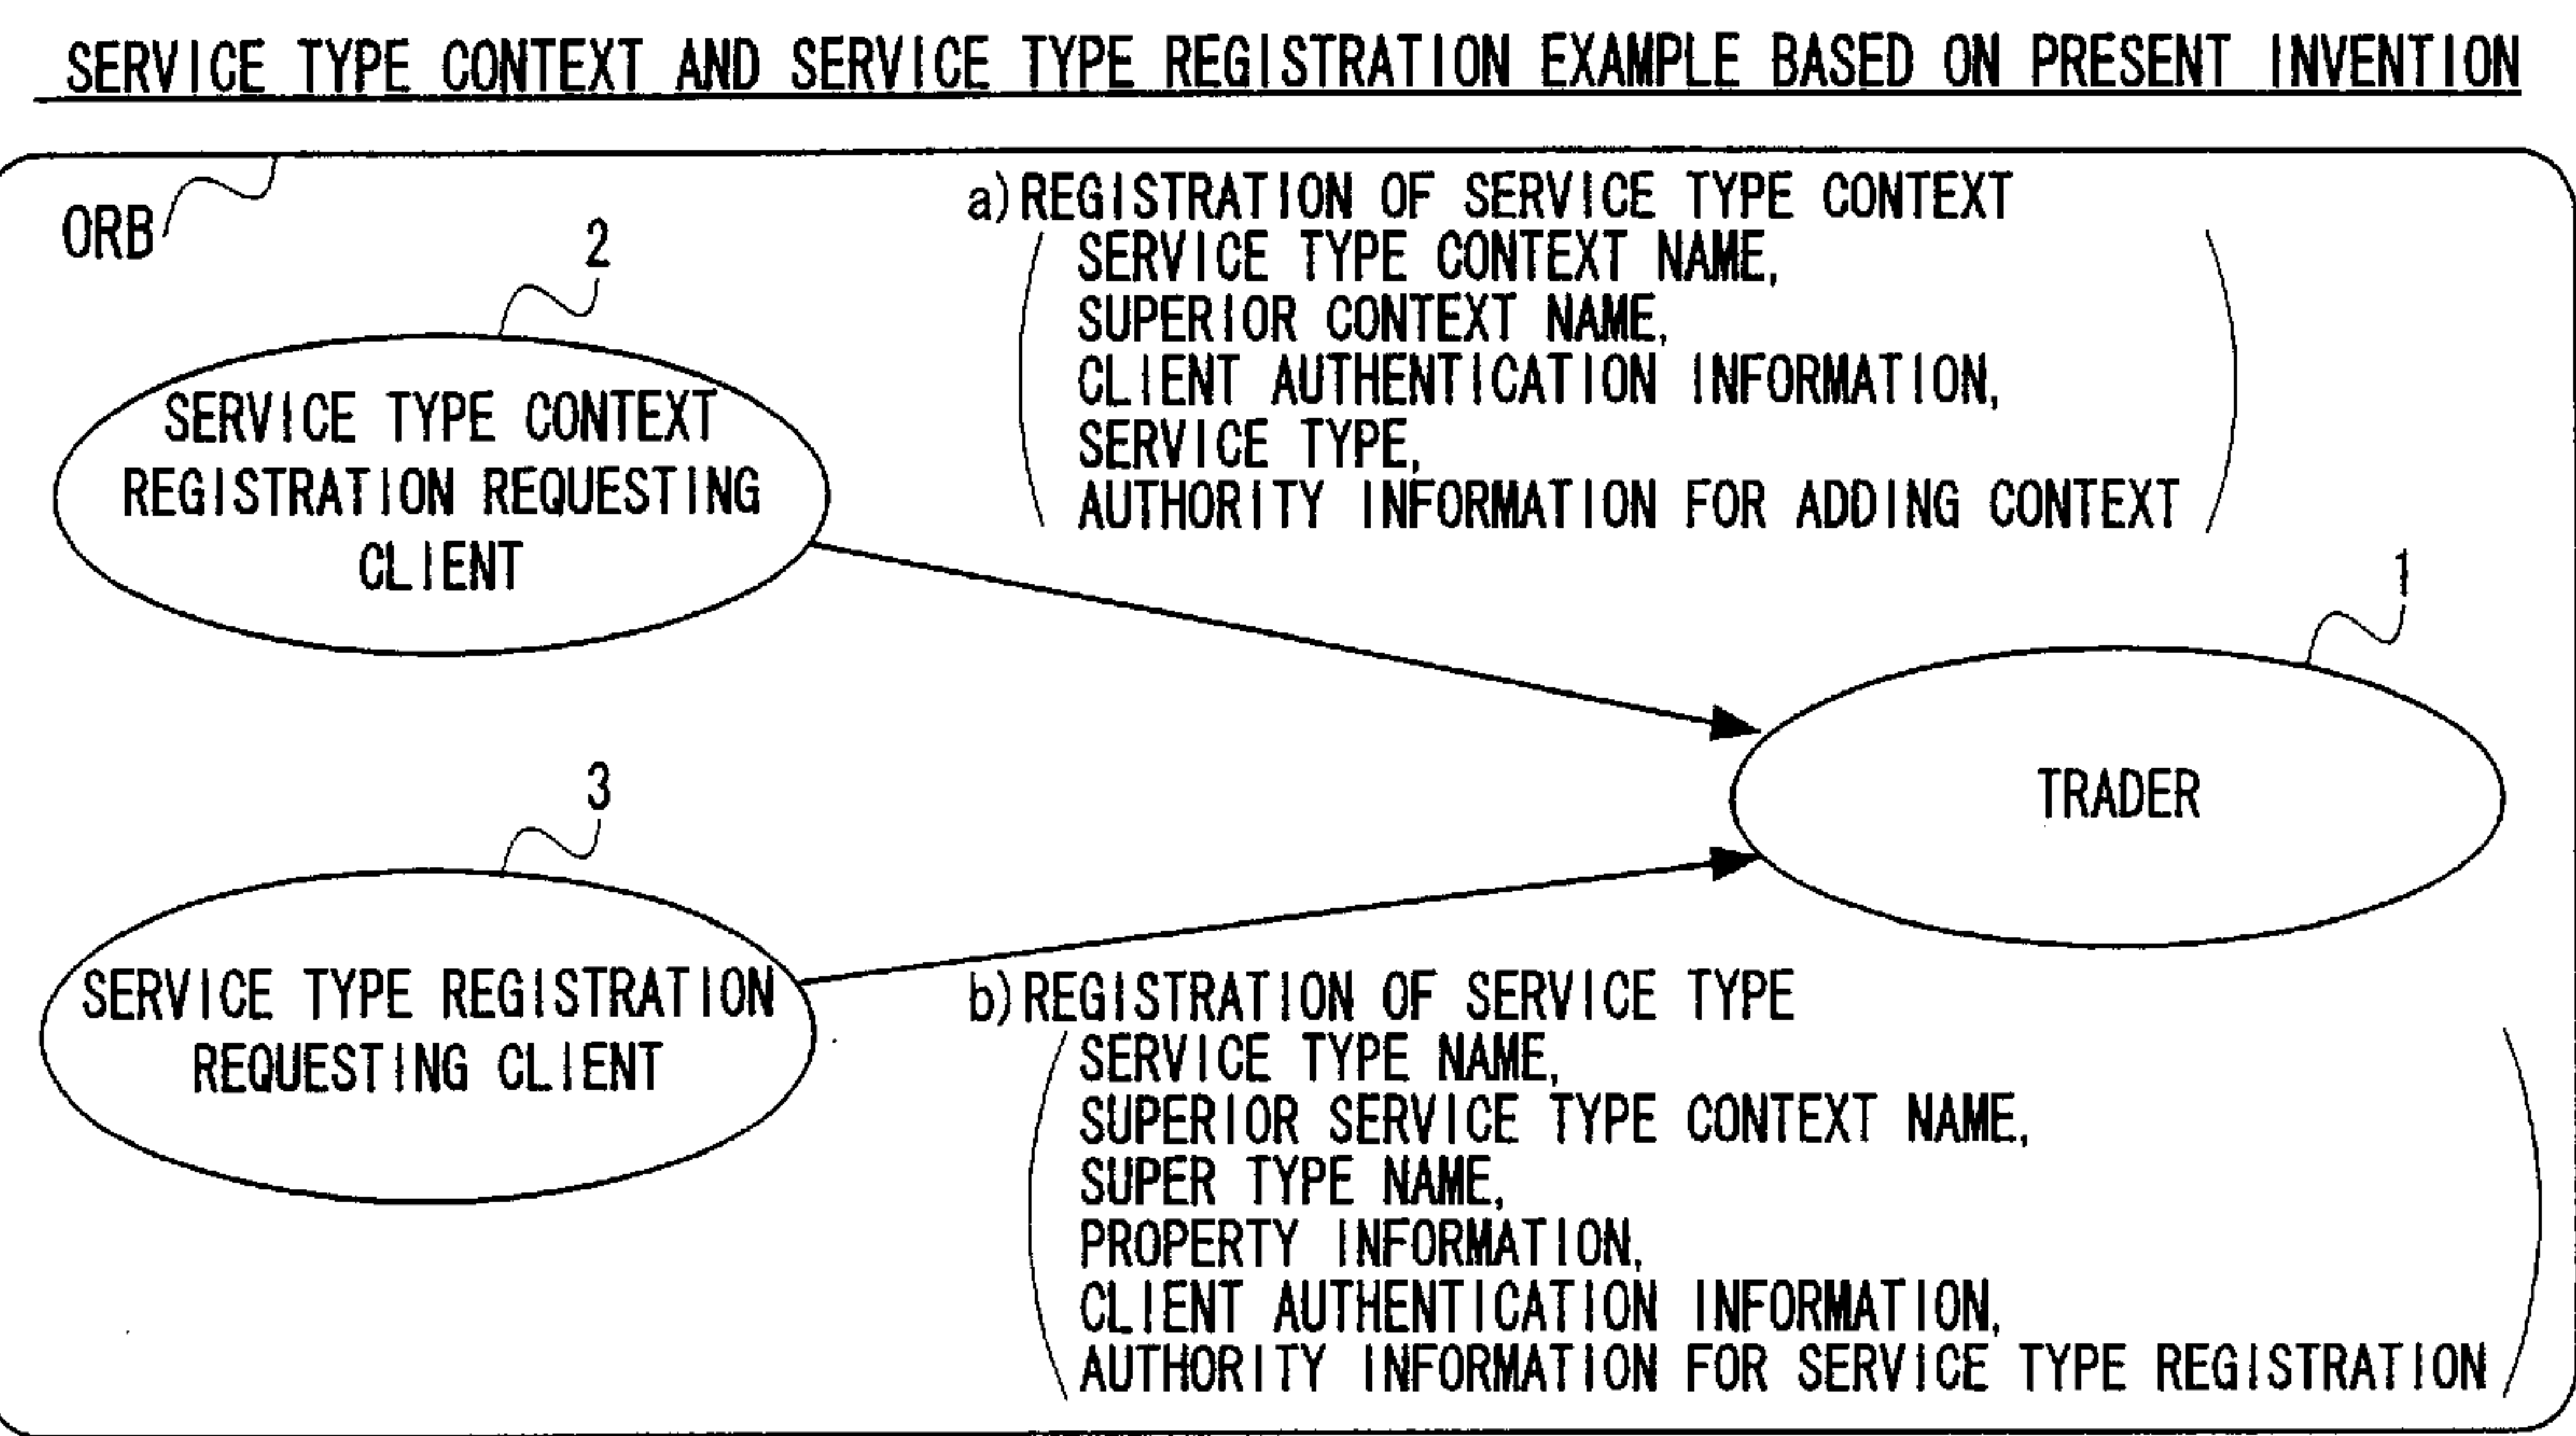 SERVICE TYPE CONTEXT AND SERVICE TYPE REGISTRATION EXAMPLE BASED ON PRESENT INVENTION
ORB
2
SERVICE TYPE CONTEXT
REGISTRATION REQUESTING
CLIENT
a)REGISTRATION OF SERVICE TYPE CONTEXT
SERVICE TYPE CONTEXT NAME,
SUPERIOR CONTEXT NAME,
CLIENT AUTHENTICATION INFORMATION,
SERVICE TYPE,
AUTHORITY INFORMATION FOR ADDING CONTEXT
1
TRADER
3
SERVICE TYPE REGISTRATION
REQUESTING CLIENT
b)REGISTRATION OF SERVICE TYPE
SERVICE TYPE NAME,
SUPERIOR SERVICE TYPE CONTEXT NAME,
SUPER TYPE NAME,
PROPERTY INFORMATION,
CLIENT AUTHENTICATION INFORMATION,
AUTHORITY INFORMATION FOR SERVICE TYPE REGISTRATION